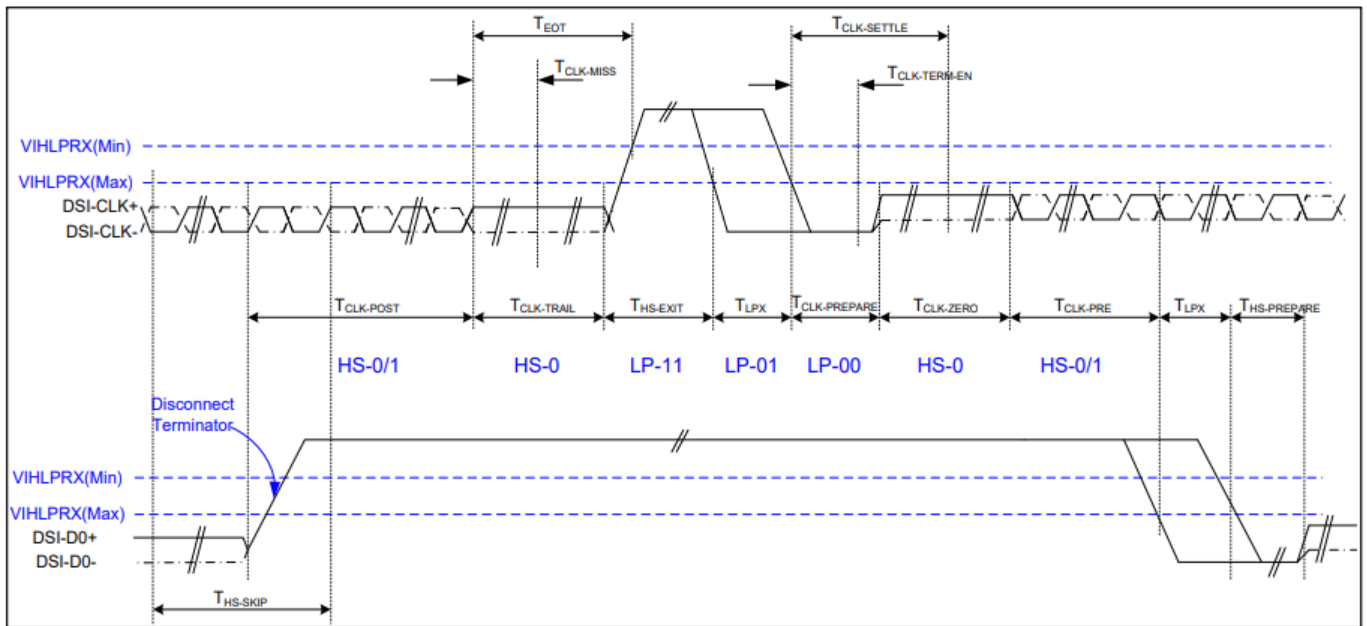 TEOT
TCLK-SETTLE
TCLK-MISS
TCLK-TERM-EN
VIHLPRX(Min)
VIHLPRX(Max)
DSI-CLK+
DSI-CLK-
TCLK-POST
TCLK-TRAIL
THS-EXIT
TLPX
TCLK-PREPARE
TCLK-ZERO
TCLK-PRE
TLPX
THS-PREPARE
HS-0/1
HS-0
LP-11
LP-01
LP-00
HS-0
HS-0/1
Disconnect
Terminator
VIHLPRX(Min)
VIHLPRX(Max)
DSI-D0+
DSI-D0-
THS-SKIP